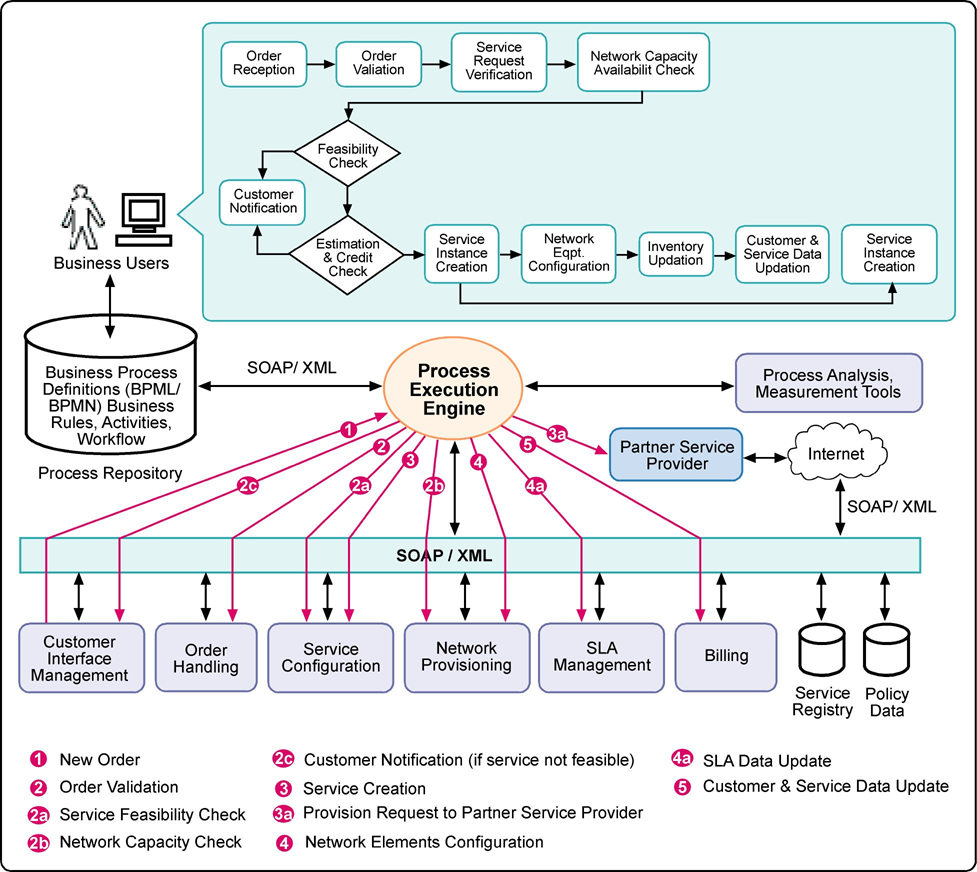 Order
Reception
Order
Valiation
Service
Request
Verification
Network Capacity
Availabilit Check
Feasibility
Check
Customer
Notification
Estimation
& Credit
Check
Service
Instance
Creation
Network
Eqpt.
Configuration
Inventory
Updation
Customer &
Service Data
Updation
Service
Instance
Creation
Business Users
Business Process
Definitions (BPML/
BPMN) Business
Rules, Activities,
Workflow
Process Repository
SOAP/ XML
Process
Execution
Engine
Process Analysis,
Measurement Tools
Partner Service
Provider
Internet
SOAP/ XML
1
2c
2
2a
3
2b
4
4a
5
3a
SOAP / XML
Customer
Interface
Management
Order
Handling
Service
Configuration
Network
Provisioning
SLA
Management
Billing
Service
Registry
Policy
Data
1 New Order
2 Order Validation
2a Service Feasibility Check
2b Network Capacity Check
2c Customer Notification (if service not feasible)
3 Service Creation
3a Provision Request to Partner Service Provider
4 Network Elements Configuration
4a SLA Data Update
5 Customer & Service Data Update